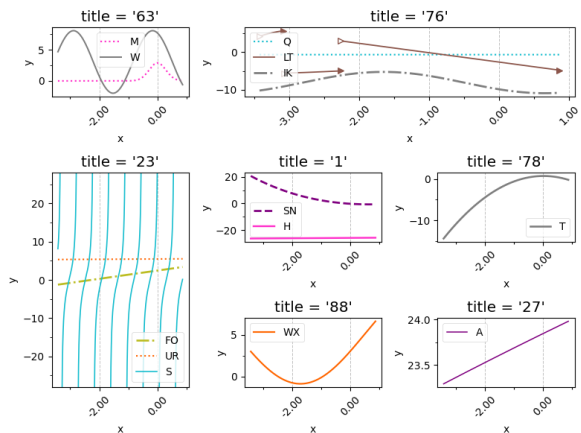 title = '63'
5
0
y
-2.00
0.00
x
M
W
title = '76'
0
-10
y
-3.00
-2.00
-1.00
0.00
x
Q
LT
IK
title = '23'
20
10
0
-10
-20
y
-2.00
0.00
x
FO
UR
S
title = '1'
20
0
-20
y
-2.00
0.00
x
SN
H
title = '78'
0
-10
y
-2.00
0.00
x
T
title = '88'
5
0
y
-2.00
0.00
x
WX
title = '27'
24.0
23.5
y
-2.00
0.00
x
A